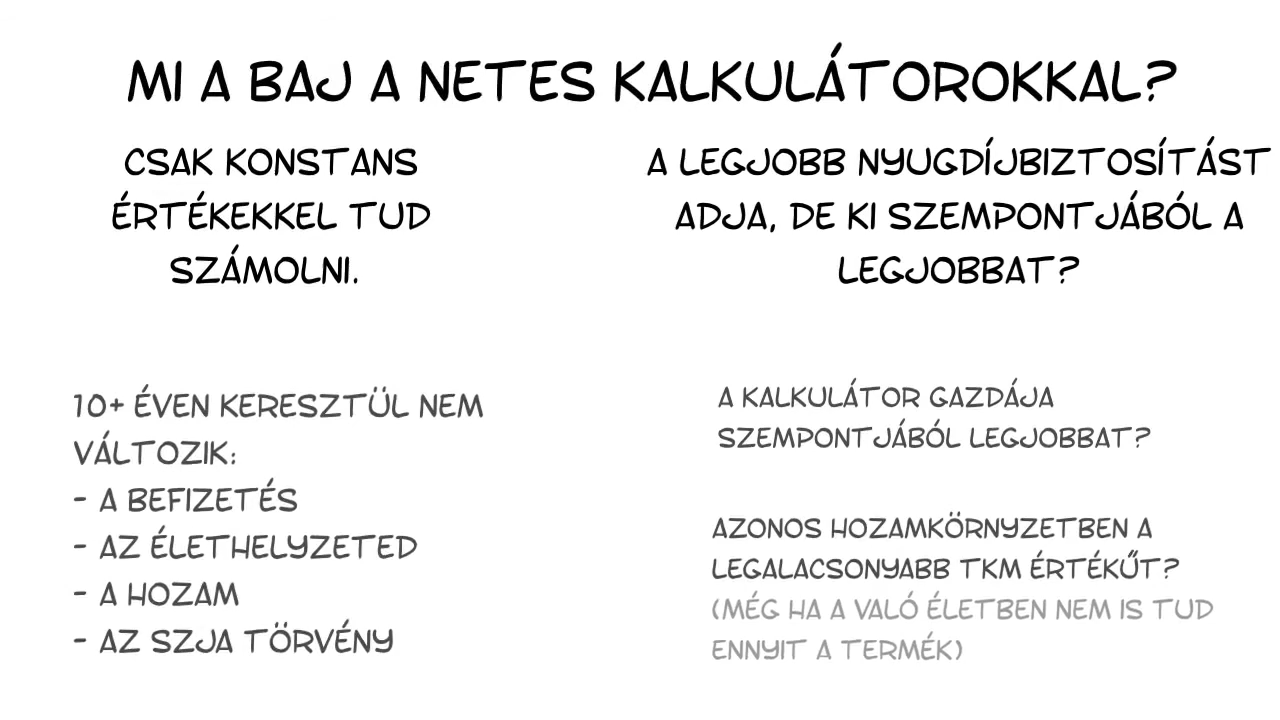 MI A BAJ A NETES KALKULÁTOROKKAL?
CSAK KONSTANS
ÉRTÉKEKKEL TUD
SZÁMOLNI.
10+ ÉVEN KERESZTÜL NEM
VÁLTOZIK:
- A BEFIZETÉS
- AZ ÉLETHELYZETED
- A HOZAM
- AZ SZJA TÖRVÉNY
A LEGJOBB NYUGDÍJBIZTOSÍTÁST
ADJA, DE KI SZEMPONTJÁBÓL A
LEGJOBBAT?
A KALKULÁTOR GAZDÁJA
SZEMPONTJÁBÓL LEGJOBBAT?
AZONOS HOZAMKÖRNYZETBEN A
LEGALACSONYABB TKM ÉRTÉKŰT?
(MÉG HA A VALÓ ÉLETBEN NEM IS TUD
ENNYIT A TERMÉK)